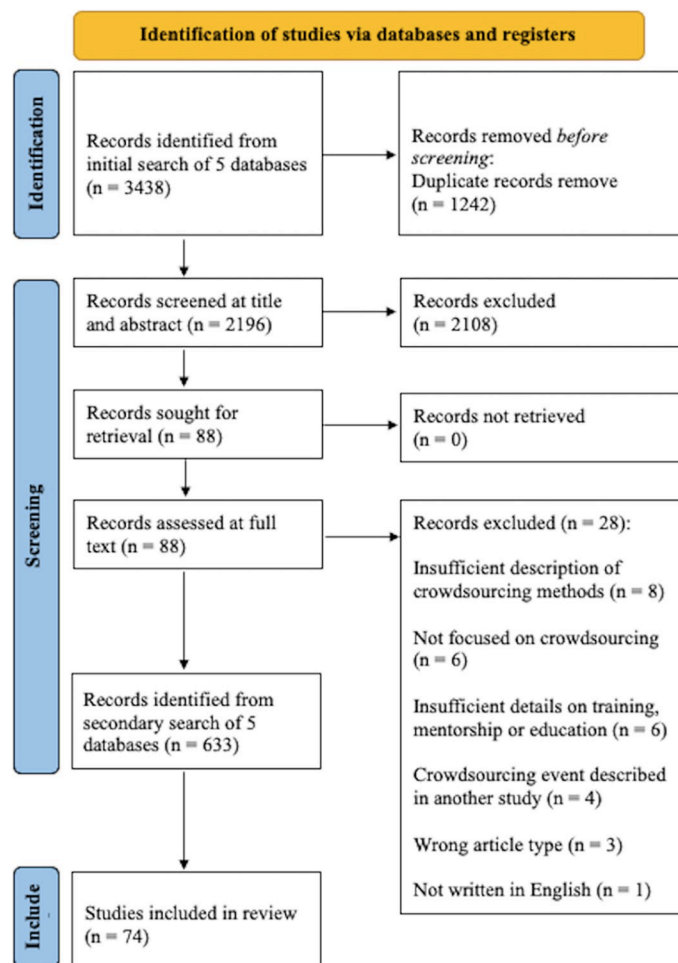 Identification of studies via databases and registers
Identification
Records identified from
initial search of 5 databases
(n = 3438)
Records removed before
screening:
Duplicate records remove
(n = 1242)
Screening
Records screened at title
and abstract (n = 2196)
Records excluded
(n = 2108)
Records sought for
retrieval (n = 88)
Records not retrieved
(n = 0)
Records assessed at full
text (n = 88)
Records excluded (n = 28):
Insufficient description of
crowdsourcing methods (n = 8)
Not focused on crowdsourcing
(n = 6)
Insufficient details on training,
mentorship or education (n = 6)
Crowdsourcing event described
in another study (n = 4)
Wrong article type (n = 3)
Not written in English (n = 1)
Records identified from
secondary search of 5
databases (n = 633)
Include
Studies included in review
(n = 74)